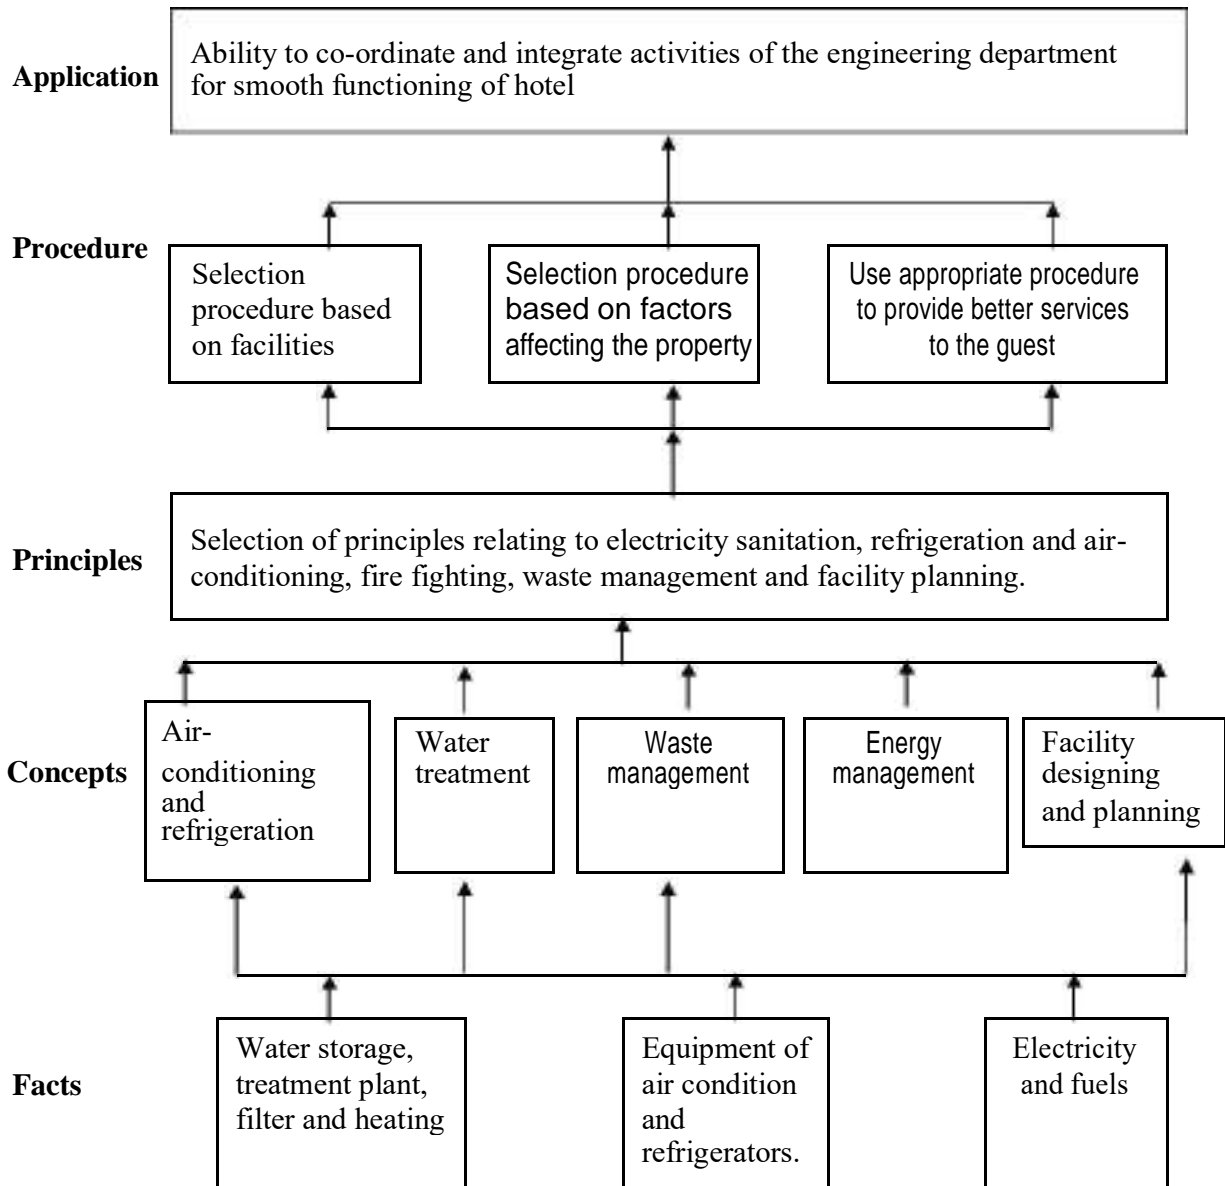 Application
Ability to co-ordinate and integrate activities of the engineering department
for smooth functioning of hotel
Procedure
Selection
procedure based
on facilities
Selection procedure
based on factors
affecting the property
Use appropriate procedure
to provide better services
to the guest
Principles
Selection of principles relating to electricity sanitation, refrigeration and air-
conditioning, fire fighting, waste management and facility planning.
Concepts
Air-
conditioning
and
refrigeration
Water
treatment
Waste
management
Energy
management
Facility
designing
and planning
Facts
Water storage,
treatment plant,
filter and heating
Equipment of
air condition
and
refrigerators.
Electricity
and fuels